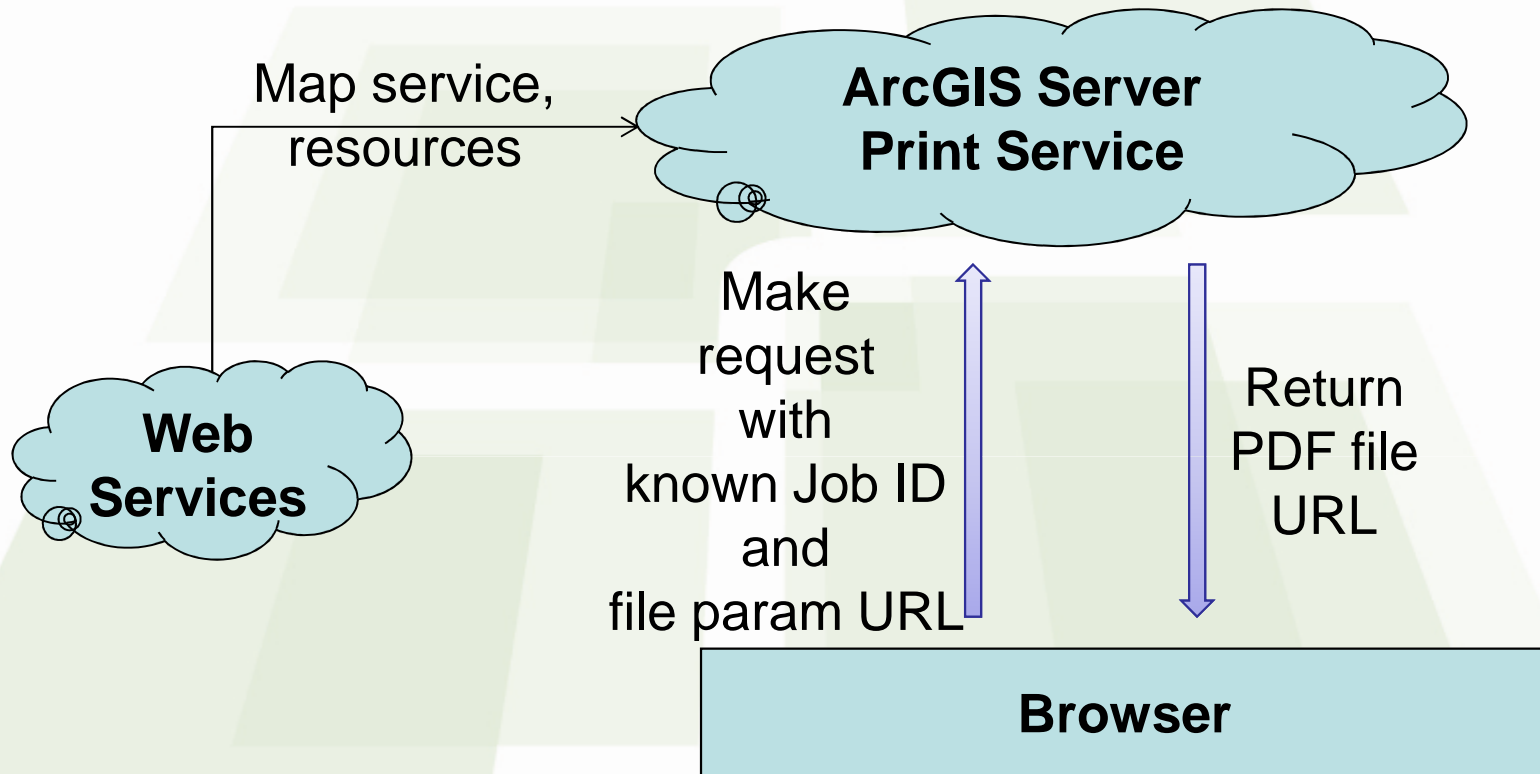 Map service,
resources
ArcGIS Server
Print Service
Web
Services
Make
request
with
known Job ID
and
file param URL
Return
PDF file
URL
Browser